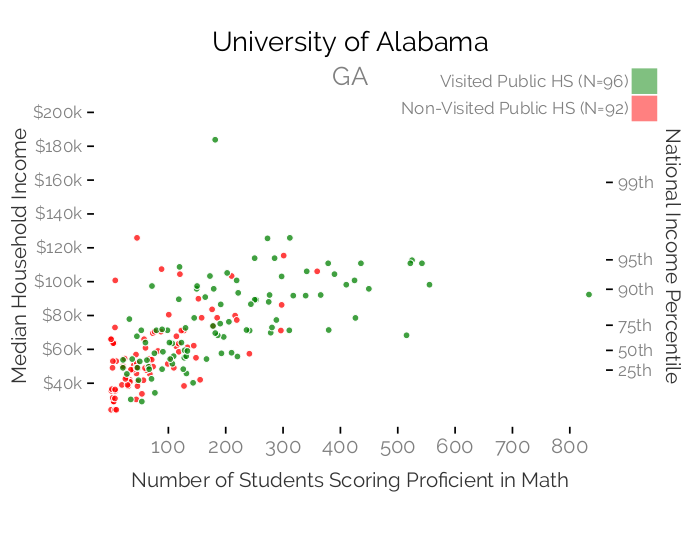 University of Alabama
GA
Visited Public HS (N=96)
Non-Visited Public HS (N=92)
Median Household Income
$200k
$180k
$160k
$140k
$120k
$100k
$80k
$60k
$40k
National Income Percentile
99th
95th
90th
75th
50th
25th
100 200 300 400 500 600 700 800
Number of Students Scoring Proficient in Math